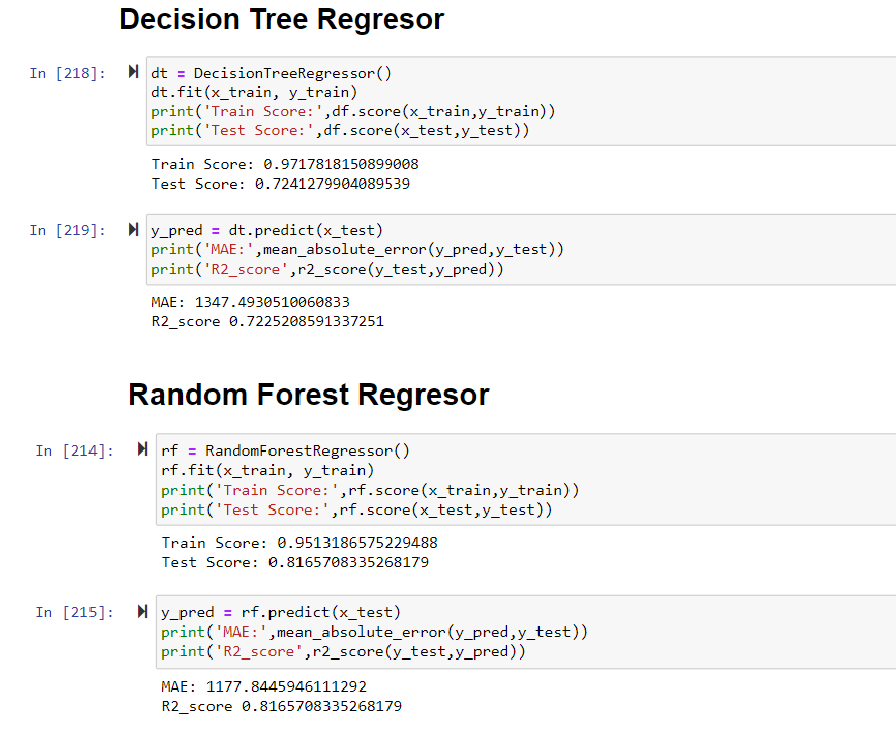 Decision Tree Regresor
In [218]:
dt = DecisionTreeRegressor()
dt.fit(x_train, y_train)
print('Train Score:',df.score(x_train,y_train))
print('Test Score:',df.score(x_test,y_test))
Train Score: 0.9717818150899008
Test Score: 0.7241279904089539
In [219]:
y_pred = dt.predict(x_test)
print('MAE:',mean_absolute_error(y_pred,y_test))
print('R2_score',r2_score(y_test,y_pred))
MAE: 1347.4930510060833
R2_score 0.7225208591337251
Random Forest Regresor
In [214]:
rf = RandomForestRegressor()
rf.fit(x_train, y_train)
print('Train Score:',rf.score(x_train,y_train))
print('Test Score:',rf.score(x_test,y_test))
Train Score: 0.9513186575229488
Test Score: 0.8165708335268179
In [215]:
y_pred = rf.predict(x_test)
print('MAE:',mean_absolute_error(y_pred,y_test))
print('R2_score',r2_score(y_test,y_pred))
MAE: 1177.8445946111292
R2_score 0.8165708335268179